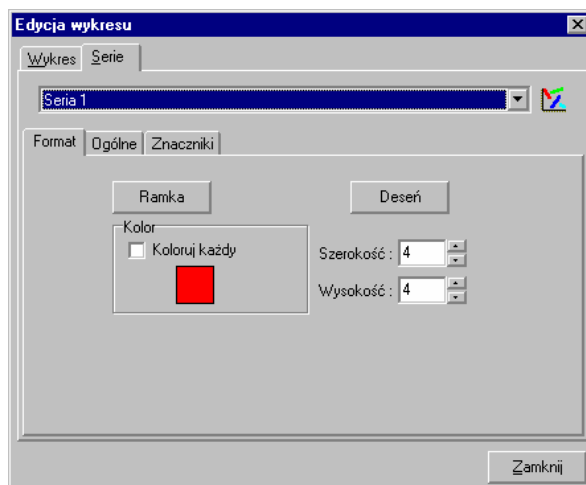 Edycja wykresu
Wykres Serie
Seria 1
Format Ogólne Znaczniki
Ramka Deseń
Kolor
Koloruj każdy
Szerokość : 4
Wysokość : 4
Zamknij